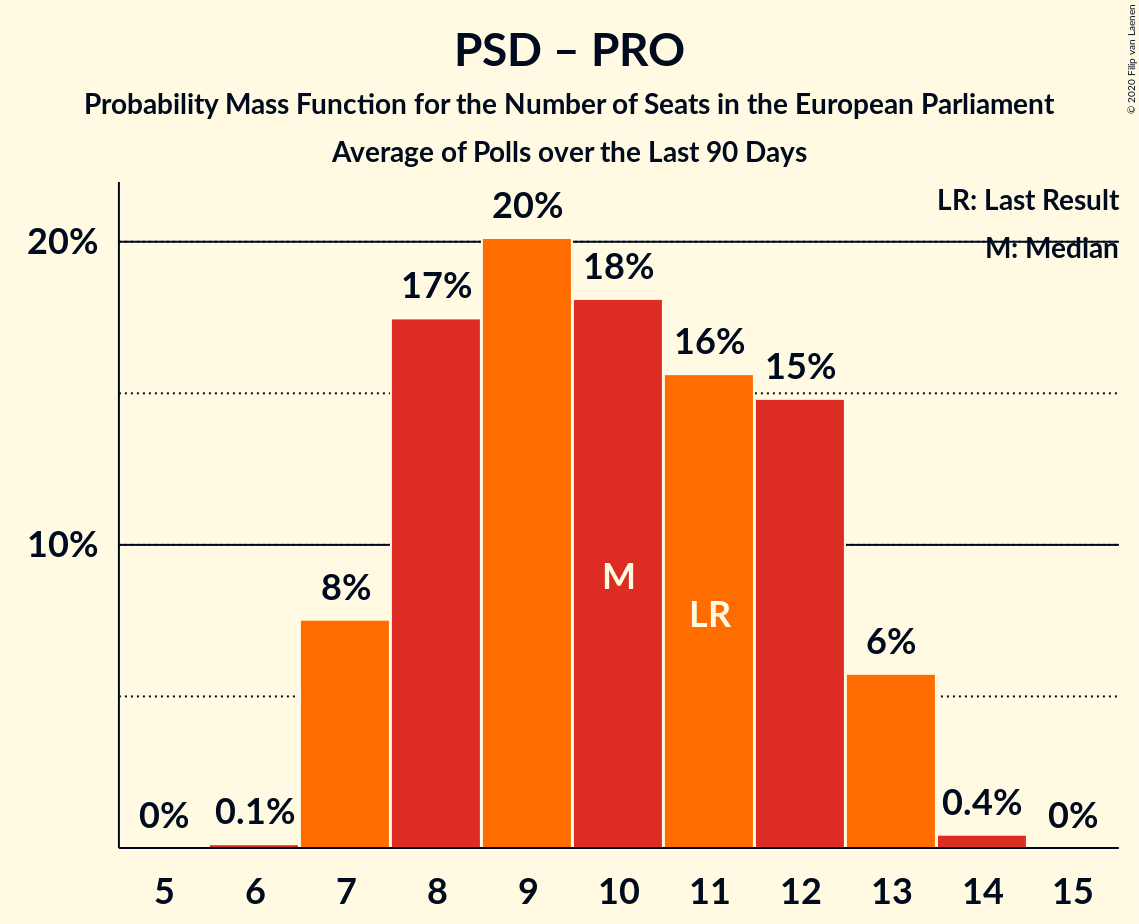 PSD – PRO
Probability Mass Function for the Number of Seats in the European Parliament
Average of Polls over the Last 90 Days
© 2020 Filip van Laenen
LR: Last Result
M: Median
20%
10%
0%
0.1%
8%
17%
20%
18%
16%
15%
6%
0.4%
0%
M
LR
5 6 7 8 9 10 11 12 13 14 15